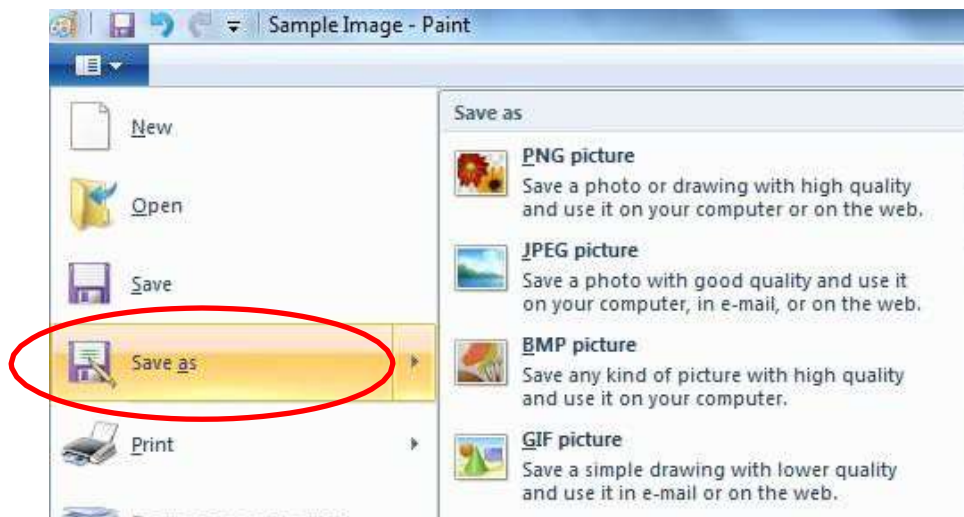 Sample Image - Paint
New
Open
Save
Save as
Print
Save as
PNG picture
Save a photo or drawing with high quality
and use it on your computer or on the web.
JPEG picture
Save a photo with good quality and use it
on your computer, in e-mail, or on the web.
BMP picture
Save any kind of picture with high quality
and use it on your computer.
GIF picture
Save a simple drawing with lower quality
and use it in e-mail or on the web.